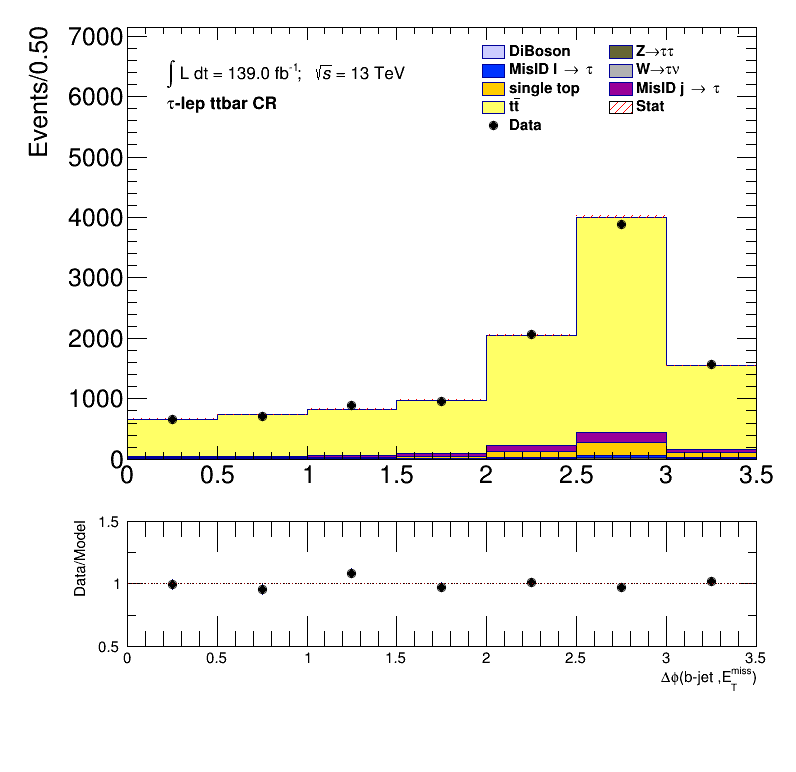 Events/0.50
7000
6000
5000
4000
3000
2000
1000
0
∫ L dt = 139.0 fb⁻¹; √s = 13 TeV
τ-lep ttbar CR
DiBoson
MisID l → τ
single top
tt̄
Data
Z→ττ
W→τν
MisID j → τ
Stat
0 0.5 1 1.5 2 2.5 3 3.5
Data/Model
1.5
1
0.5
0 0.5 1 1.5 2 2.5 3 3.5
Δϕ(b-jet ,E_T^miss)